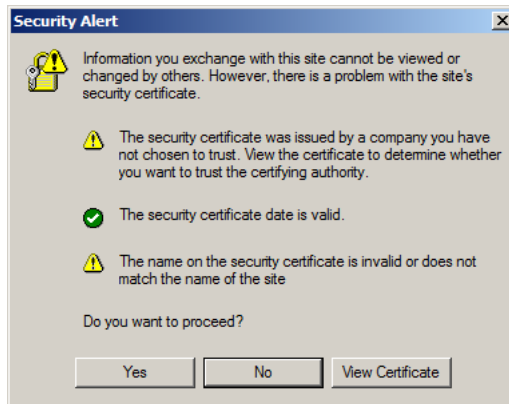 Security Alert
Information you exchange with this site cannot be viewed or
changed by others. However, there is a problem with the site's
security certificate.
The security certificate was issued by a company you have
not chosen to trust. View the certificate to determine whether
you want to trust the certifying authority.
The security certificate date is valid.
The name on the security certificate is invalid or does not
match the name of the site
Do you want to proceed?
Yes No View Certificate